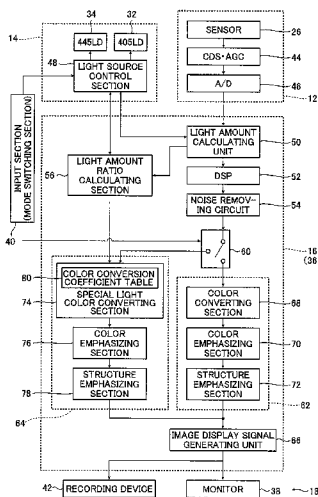 34
32
14
445LD
405LD
48
LIGHT SOURCE
CONTROL
SECTION
SENSOR
26
CDS·AGC
44
A/D
46
12
INPUT SECTION
(MODE SWITCHING SECTION)
40
56
LIGHT AMOUNT
RATIO
CALCULATING
SECTION
LIGHT AMOUNT
CALCULATING
UNIT
50
DSP
52
NOISE REMOV-
ING CIRCUIT
54
60
16
(36)
80
COLOR CONVERSION
COEFFICIENT TABLE
74
SPECIAL LIGHT
COLOR CONVERTING
SECTION
76
COLOR
EMPHASIZING
SECTION
78
STRUCTURE
EMPHASIZING
SECTION
64
COLOR
CONVERTING
SECTION
68
COLOR
EMPHASIZING
SECTION
70
STRUCTURE
EMPHASIZING
SECTION
72
62
IMAGE DISPLAY SIGNAL
GENERATING UNIT
66
42
RECORDING DEVICE
MONITOR
38
18